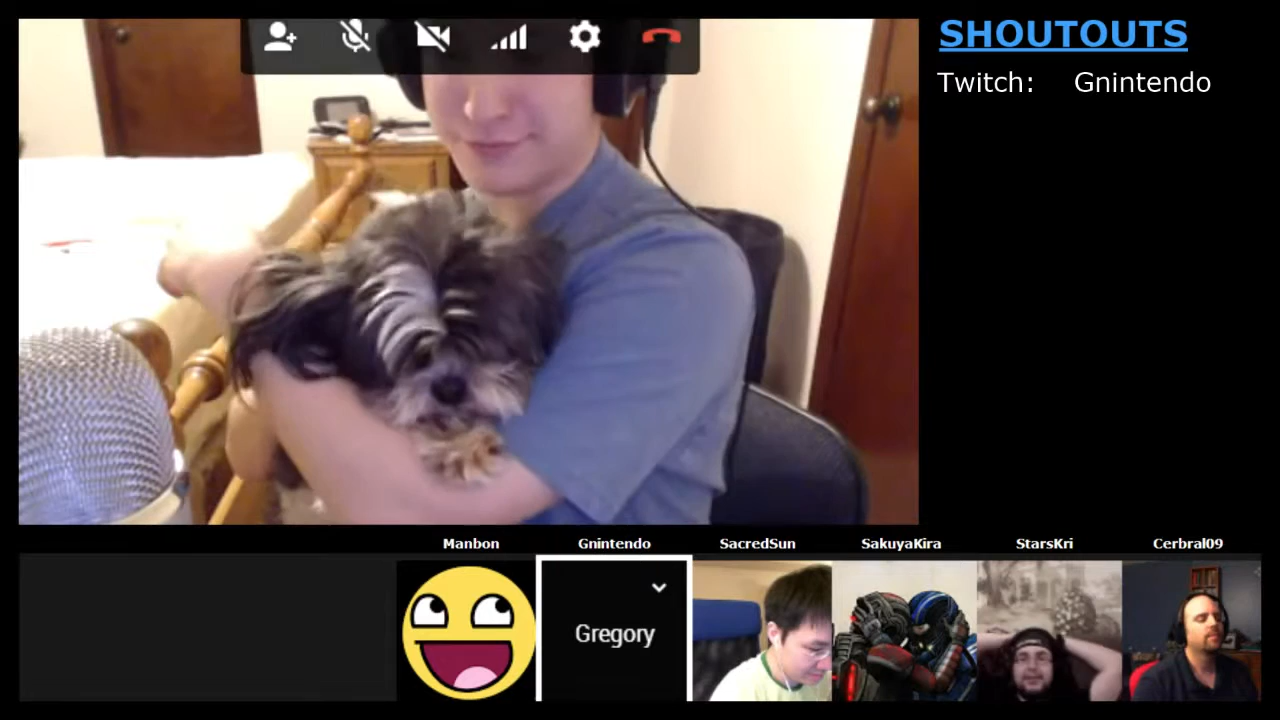 SHOUTOUTS
Twitch: Gnintendo
Manbon Gnintendo SacredSun SakuyaKira StarsKri Cerbral09
Gregory